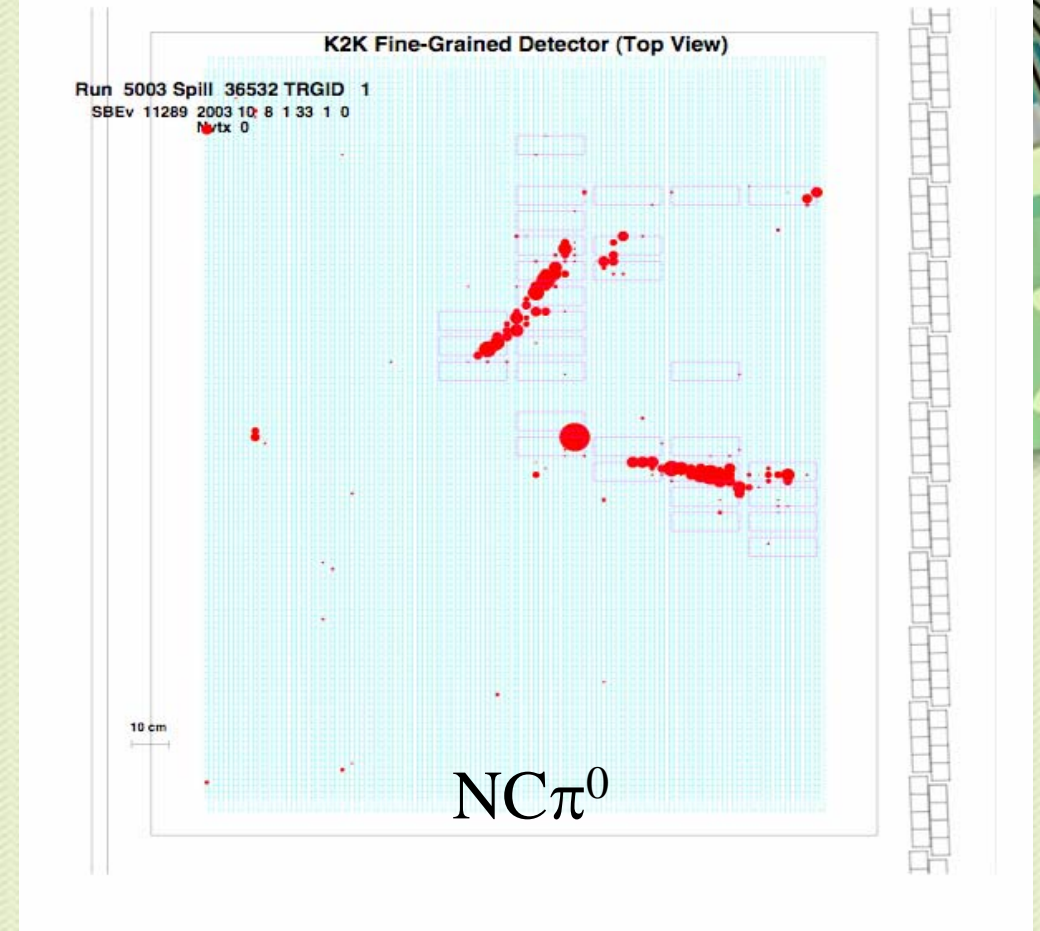 K2K Fine-Grained Detector (Top View)
Run 5003 Spill 36532 TRGID 1
SBEv 11289 2003 10 8 1 33 1 0
Nvtx 0
10 cm
NCπ⁰